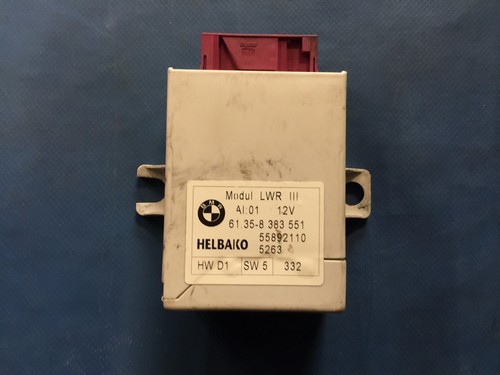 Modul LWR III
BMW
AI:01 12V
61.35-8 383 551
HELBAKO 55892110
5263
HW D1 SW 5 332